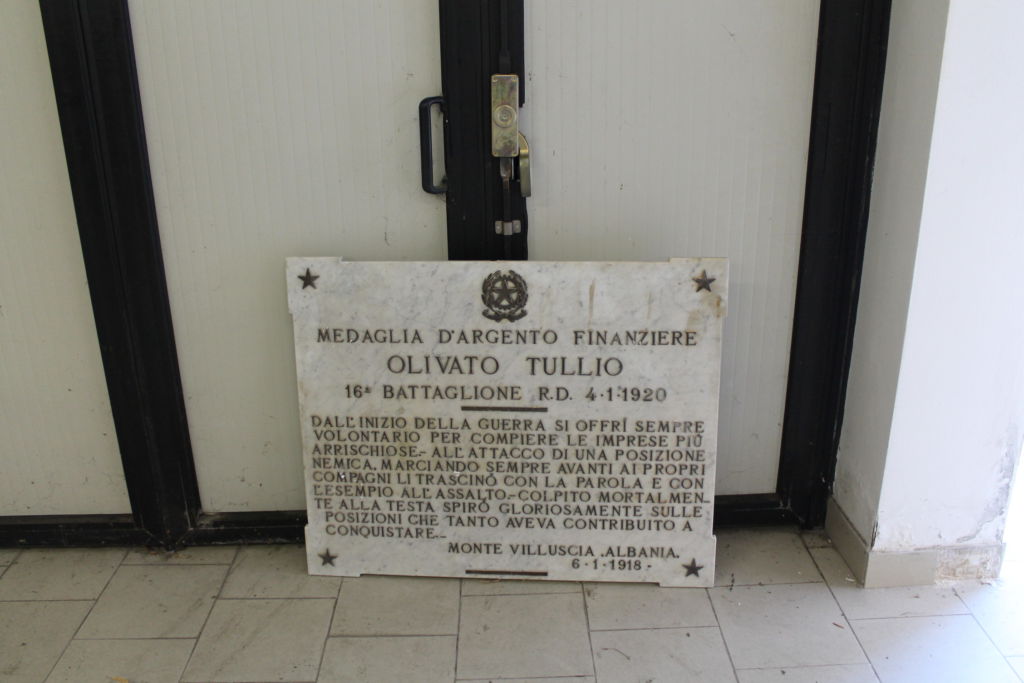 MEDAGLIA D'ARGENTO FINANZIERE
OLIVATO TULLIO
16ª BATTAGLIONE R.D. 4·1·1920
DALL'INIZIO DELLA GUERRA SI OFFRÌ SEMPRE
VOLONTARIO PER COMPIERE LE IMPRESE PIÙ
ARRISCHIOSE.- ALL'ATTACCO DI UNA POSIZIONE
NEMICA, MARCIANDO SEMPRE AVANTI AI PROPRI
COMPAGNI LI TRASCINÒ CON LA PAROLA E CON
L'ESEMPIO ALL'ASSALTO.-COLPITO MORTALMEN-
TE ALLA TESTA SPIRÒ GLORIOSAMENTE SULLE
POSIZIONI CHE TANTO AVEVA CONTRIBUITO A
CONQUISTARE.-
MONTE VILLUSCIA .ALBANIA.
6·1·1918-